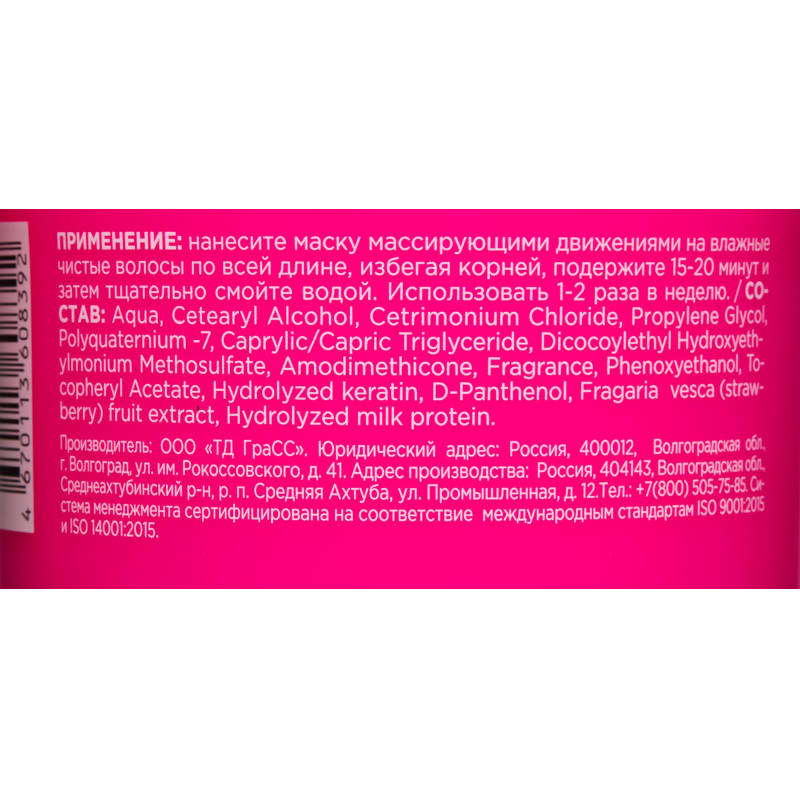 ПРИМЕНЕНИЕ: нанесите маску массирующими движениями на влажные
чистые волосы по всей длине, избегая корней, подержите 15-20 минут и
затем тщательно смойте водой. Использовать 1-2 раза в неделю. / СО-
СТАВ: Aqua, Cetearyl Alcohol, Cetrimonium Chloride, Propylene Glycol,
Polyquaternium -7, Caprylic/Capric Triglyceride, Dicocoylethyl Hydroxyeth-
ylmonium Methosulfate, Amodimethicone, Fragrance, Phenoxyethanol, To-
copheryl Acetate, Hydrolyzed keratin, D-Panthenol, Fragaria vesca (straw-
berry) fruit extract, Hydrolyzed milk protein.
Производитель: ООО «ТД ГраСС». Юридический адрес: Россия, 400012, Волгоградская обл.,
г. Волгоград, ул. им. Рокоссовского, д. 41. Адрес производства: Россия, 404143, Волгоградская обл.,
Среднеахтубинский р-н, р. п. Средняя Ахтуба, ул. Промышленная, д. 12.Тел.: +7(800) 505-75-85. Си-
стема менеджмента сертифицирована на соответствие международным стандартам ISO 9001:2015
и ISO 14001:2015.
4 670113 608392